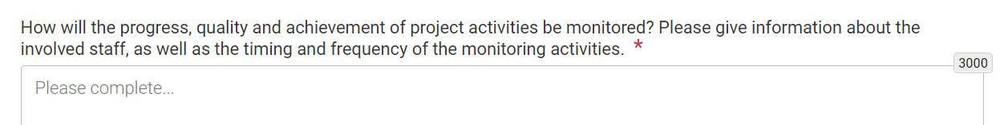 How will the progress, quality and achievement of project activities be monitored? Please give information about the
involved staff, as well as the timing and frequency of the monitoring activities. *
3000
Please complete...